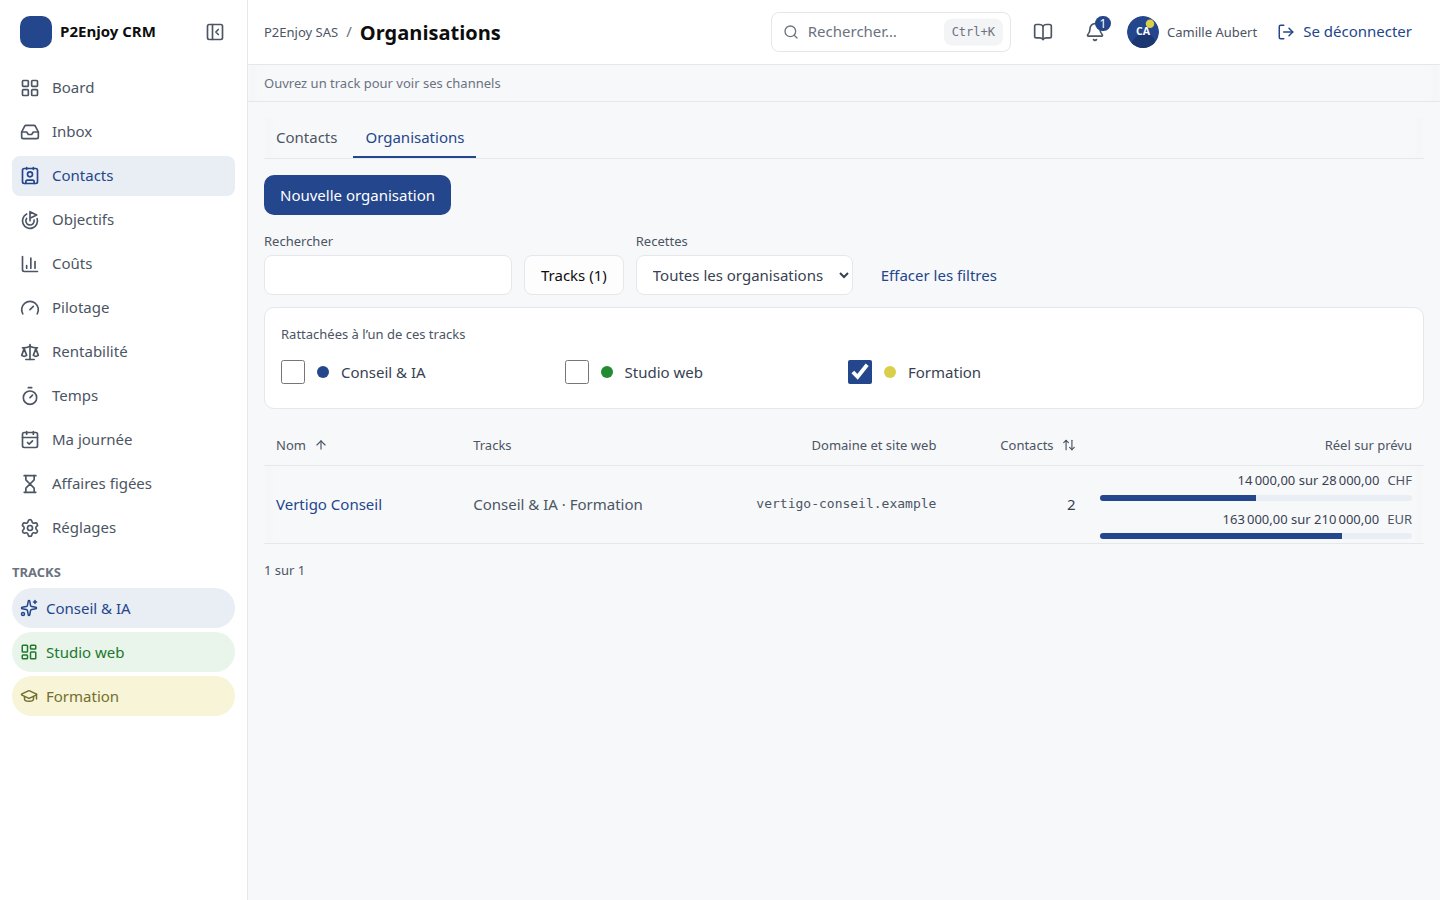 P2Enjoy CRM
Board
Inbox
Contacts
Objectifs
Coûts
Pilotage
Rentabilité
Temps
Ma journée
Affaires figées
Réglages
TRACKS
Conseil & IA
Studio web
Formation
P2Enjoy SAS / Organisations
Rechercher... Ctrl+K
1
CA Camille Aubert
Se déconnecter
Ouvrez un track pour voir ses channels
Contacts Organisations
Nouvelle organisation
Rechercher Recettes
Tracks (1) Toutes les organisations Effacer les filtres
Rattachées à l'un de ces tracks
Conseil & IA Studio web Formation
Nom Tracks Domaine et site web Contacts Réel sur prévu
Vertigo Conseil Conseil & IA · Formation vertigo-conseil.example 2
14 000,00 sur 28 000,00 CHF
163 000,00 sur 210 000,00 EUR
1 sur 1